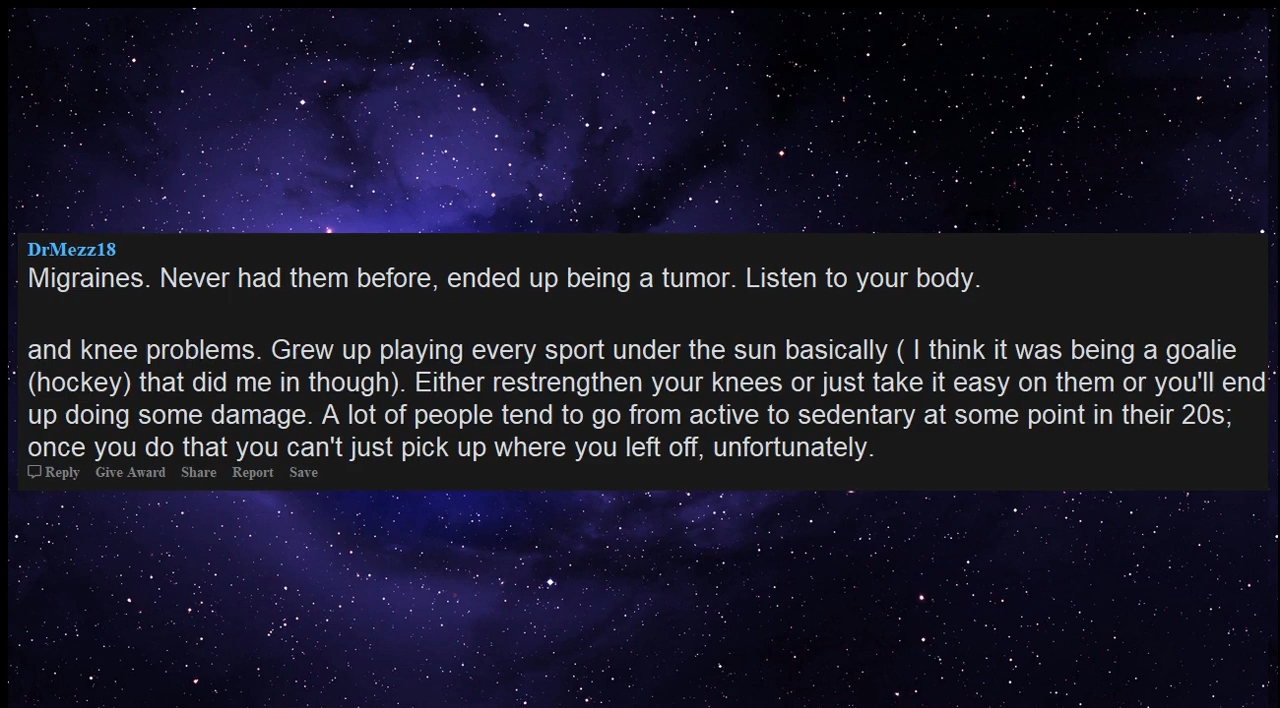 DrMezz18
Migraines. Never had them before, ended up being a tumor. Listen to your body.
and knee problems. Grew up playing every sport under the sun basically ( I think it was being a goalie
(hockey) that did me in though). Either restrengthen your knees or just take it easy on them or you'll end
up doing some damage. A lot of people tend to go from active to sedentary at some point in their 20s;
once you do that you can't just pick up where you left off, unfortunately.
Reply Give Award Share Report Save